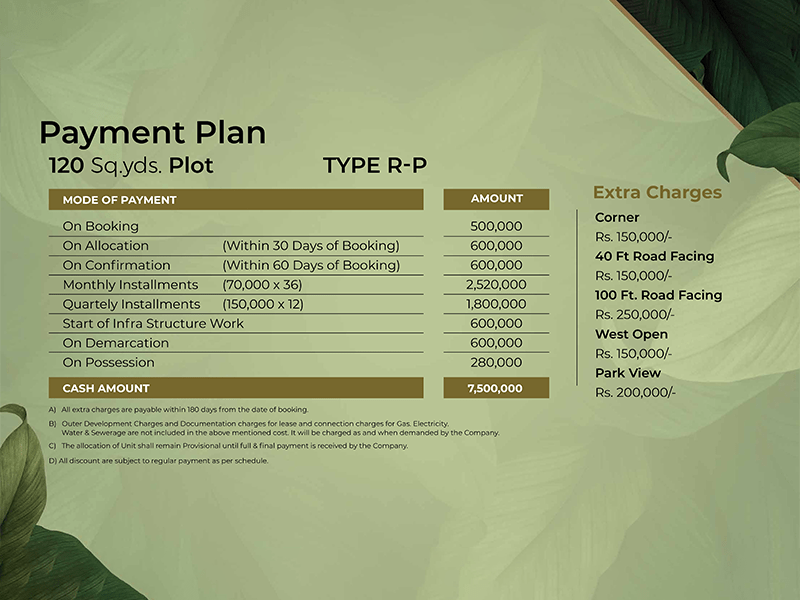 Payment Plan
120 Sq.yds. Plot TYPE R-P
MODE OF PAYMENT AMOUNT
On Booking 500,000
On Allocation (Within 30 Days of Booking) 600,000
On Confirmation (Within 60 Days of Booking) 600,000
Monthly Installments (70,000 x 36) 2,520,000
Quartely Installments (150,000 x 12) 1,800,000
Start of Infra Structure Work 600,000
On Demarcation 600,000
On Possession 280,000
CASH AMOUNT 7,500,000
A) All extra charges are payable within 180 days from the date of booking.
B) Outer Development Charges and Documentation charges for lease and connection charges for Gas. Electricity.
Water & Sewerage are not included in the above mentioned cost. It will be charged as and when demanded by the Company.
C) The allocation of Unit shall remain Provisional until full & final payment is received by the Company.
D) All discount are subject to regular payment as per schedule.
Extra Charges
Corner
Rs. 150,000/-
40 Ft Road Facing
Rs. 150,000/-
100 Ft. Road Facing
Rs. 250,000/-
West Open
Rs. 150,000/-
Park View
Rs. 200,000/-